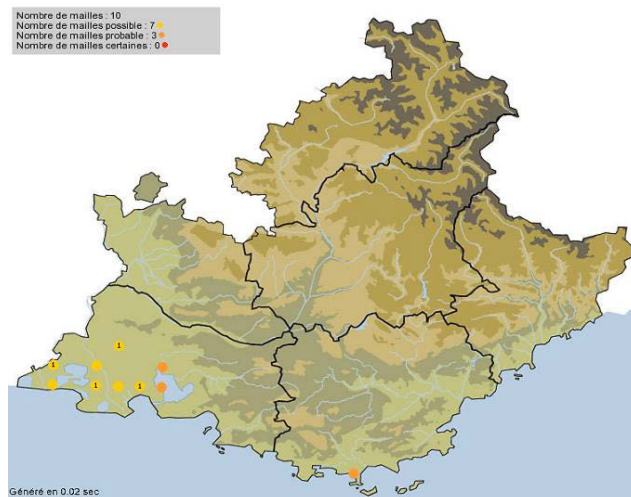 Nombre de mailles : 10
Nombre de mailles possible : 7
Nombre de mailles probable : 3
Nombre de mailles certaines : 0
1
1
1
1
Généré en 0.02 sec